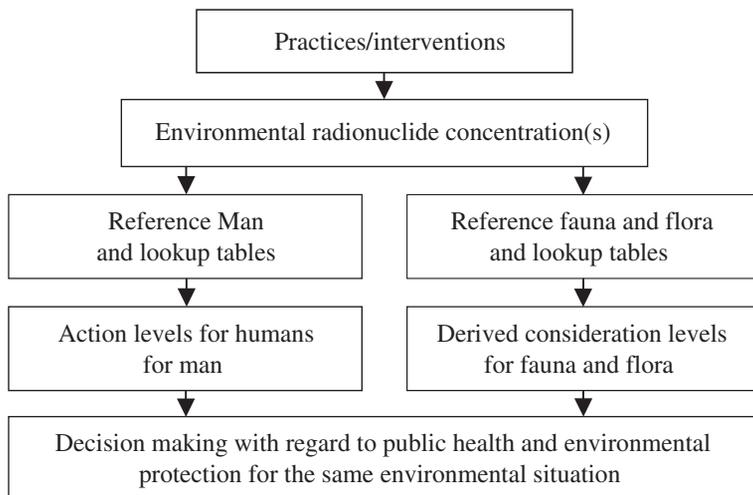 Practices/interventions
Environmental radionuclide concentration(s)
Reference Man
and lookup tables
Reference fauna and flora
and lookup tables
Action levels for humans
for man
Derived consideration levels
for fauna and flora
Decision making with regard to public health and environmental
protection for the same environmental situation